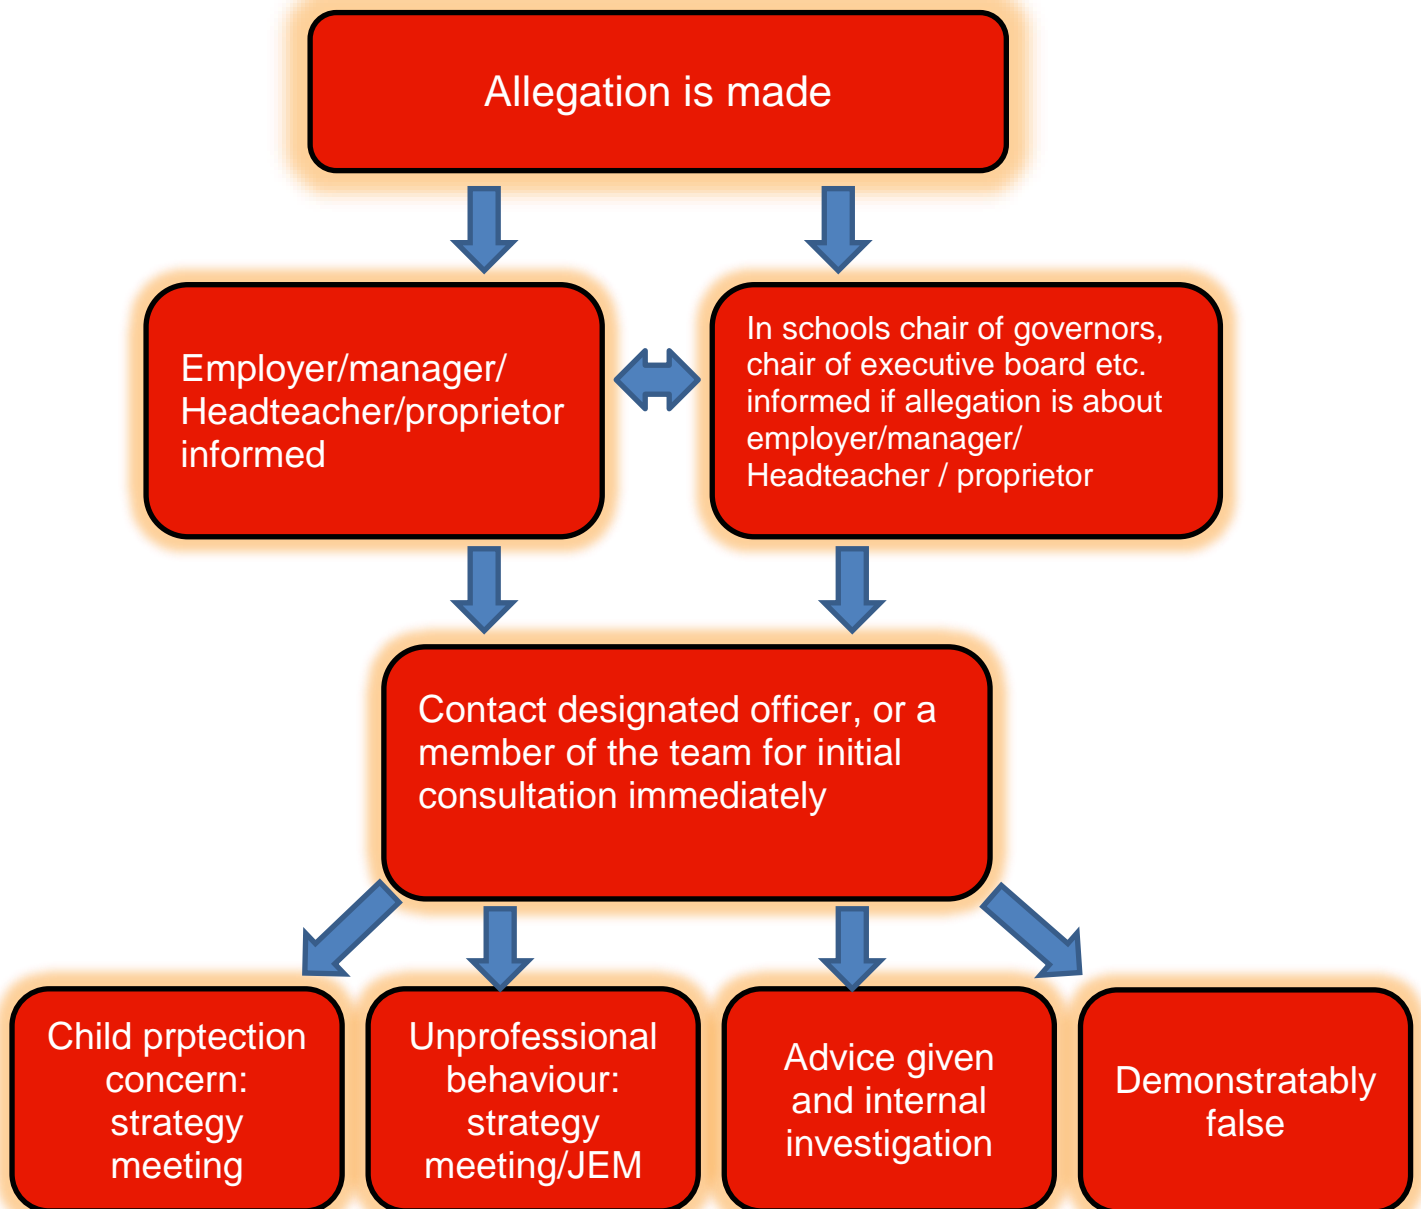 Allegation is made
Employer/manager/
Headteacher/proprietor
informed
In schools chair of governors,
chair of executive board etc.
informed if allegation is about
employer/manager/
Headteacher / proprietor
Contact designated officer, or a
member of the team for initial
consultation immediately
Child prptection
concern:
strategy
meeting
Unprofessional
behaviour:
strategy
meeting/JEM
Advice given
and internal
investigation
Demonstratably
false